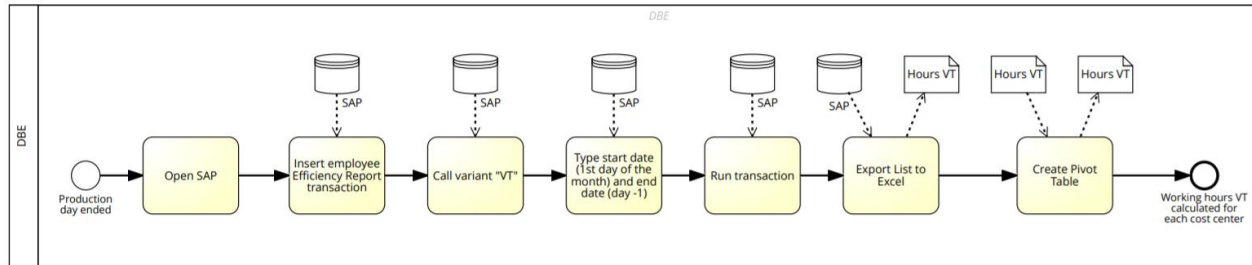 DBE
DBE
SAP
SAP
SAP
SAP
SAP
Hours VT
Hours VT
Hours VT
Production
day ended
Open SAP
Insert employee
Efficiency Report
transaction
Call variant "VT"
Type start date
(1st day of the
month) and end
date (day -1)
Run transaction
Export List to
Excel
Create Pivot
Table
Working hours VT
calculated for
each cost center